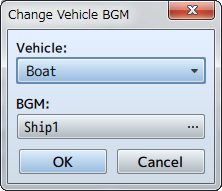 Change Vehicle BGM
Vehicle:
Boat
BGM:
Ship1 ...
OK Cancel